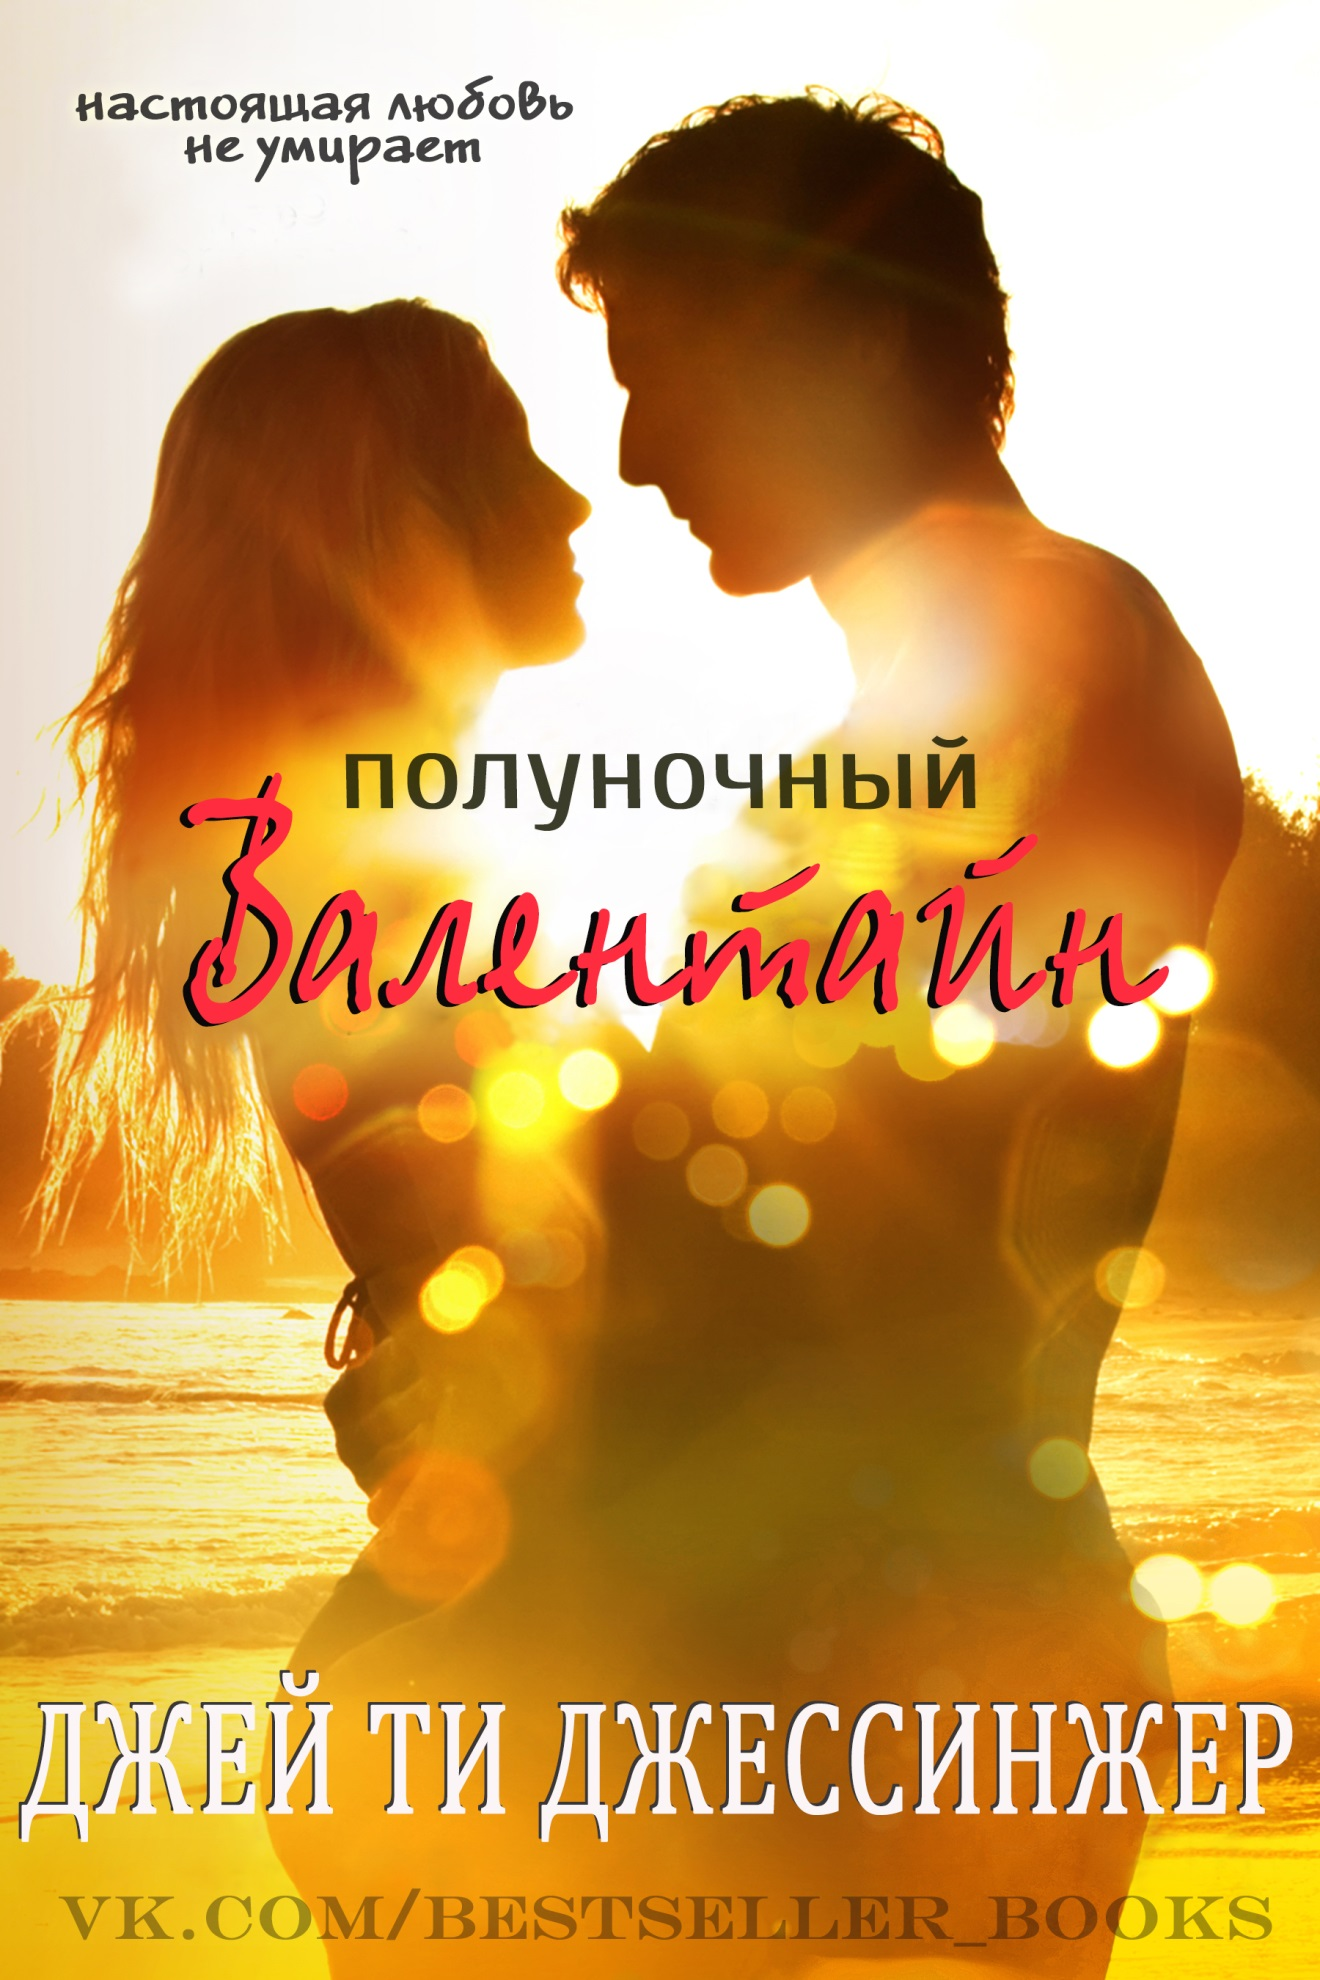 настоящая любовь
не умирает
полуночный
Валентайн
ДЖЕЙ ТИ ДЖЕССИНЖЕР
VK.COM/BESTSELLER_BOOKS